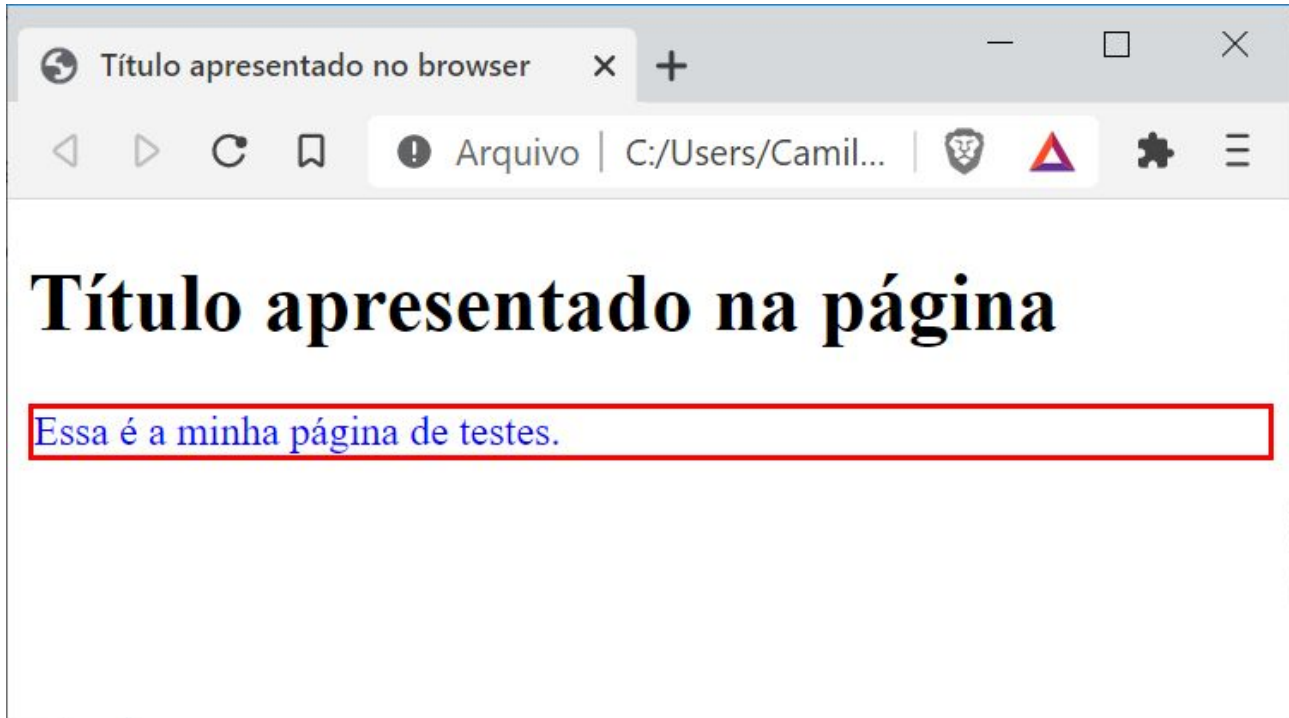 Título apresentado no browser
Arquivo | C:/Users/Camil...
Título apresentado na página
Essa é a minha página de testes.